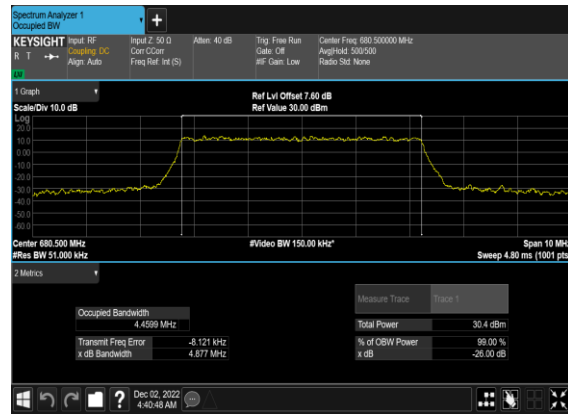 Spectrum Analyzer 1
Occupied BW
+
KEYSIGHT
R T
LXI
Input: RF
Coupling: DC
Align: Auto
Input Z: 50 Ω
Corr CCorr
Freq Ref: Int (S)
Atten: 40 dB
Trig: Free Run
Gate: Off
#IF Gain: Low
Center Freq: 680.500000 MHz
Avg|Hold: 500/500
Radio Std: None
1 Graph
Scale/Div 10.0 dB
Ref Lvl Offset 7.60 dB
Ref Value 30.00 dBm
Log
20.0
10.0
0.00
-10.0
-20.0
-30.0
-40.0
-50.0
-60.0
Center 680.500 MHz
#Res BW 51.000 kHz
#Video BW 150.00 kHz*
Span 10 MHz
Sweep 4.80 ms (1001 pts
2 Metrics
Measure Trace Trace 1
Occupied Bandwidth
4.4599 MHz
Total Power 30.4 dBm
Transmit Freq Error -8.121 kHz
% of OBW Power 99.00 %
x dB Bandwidth 4.877 MHz
x dB -26.00 dB
?
Dec 02, 2022
4:40:48 AM